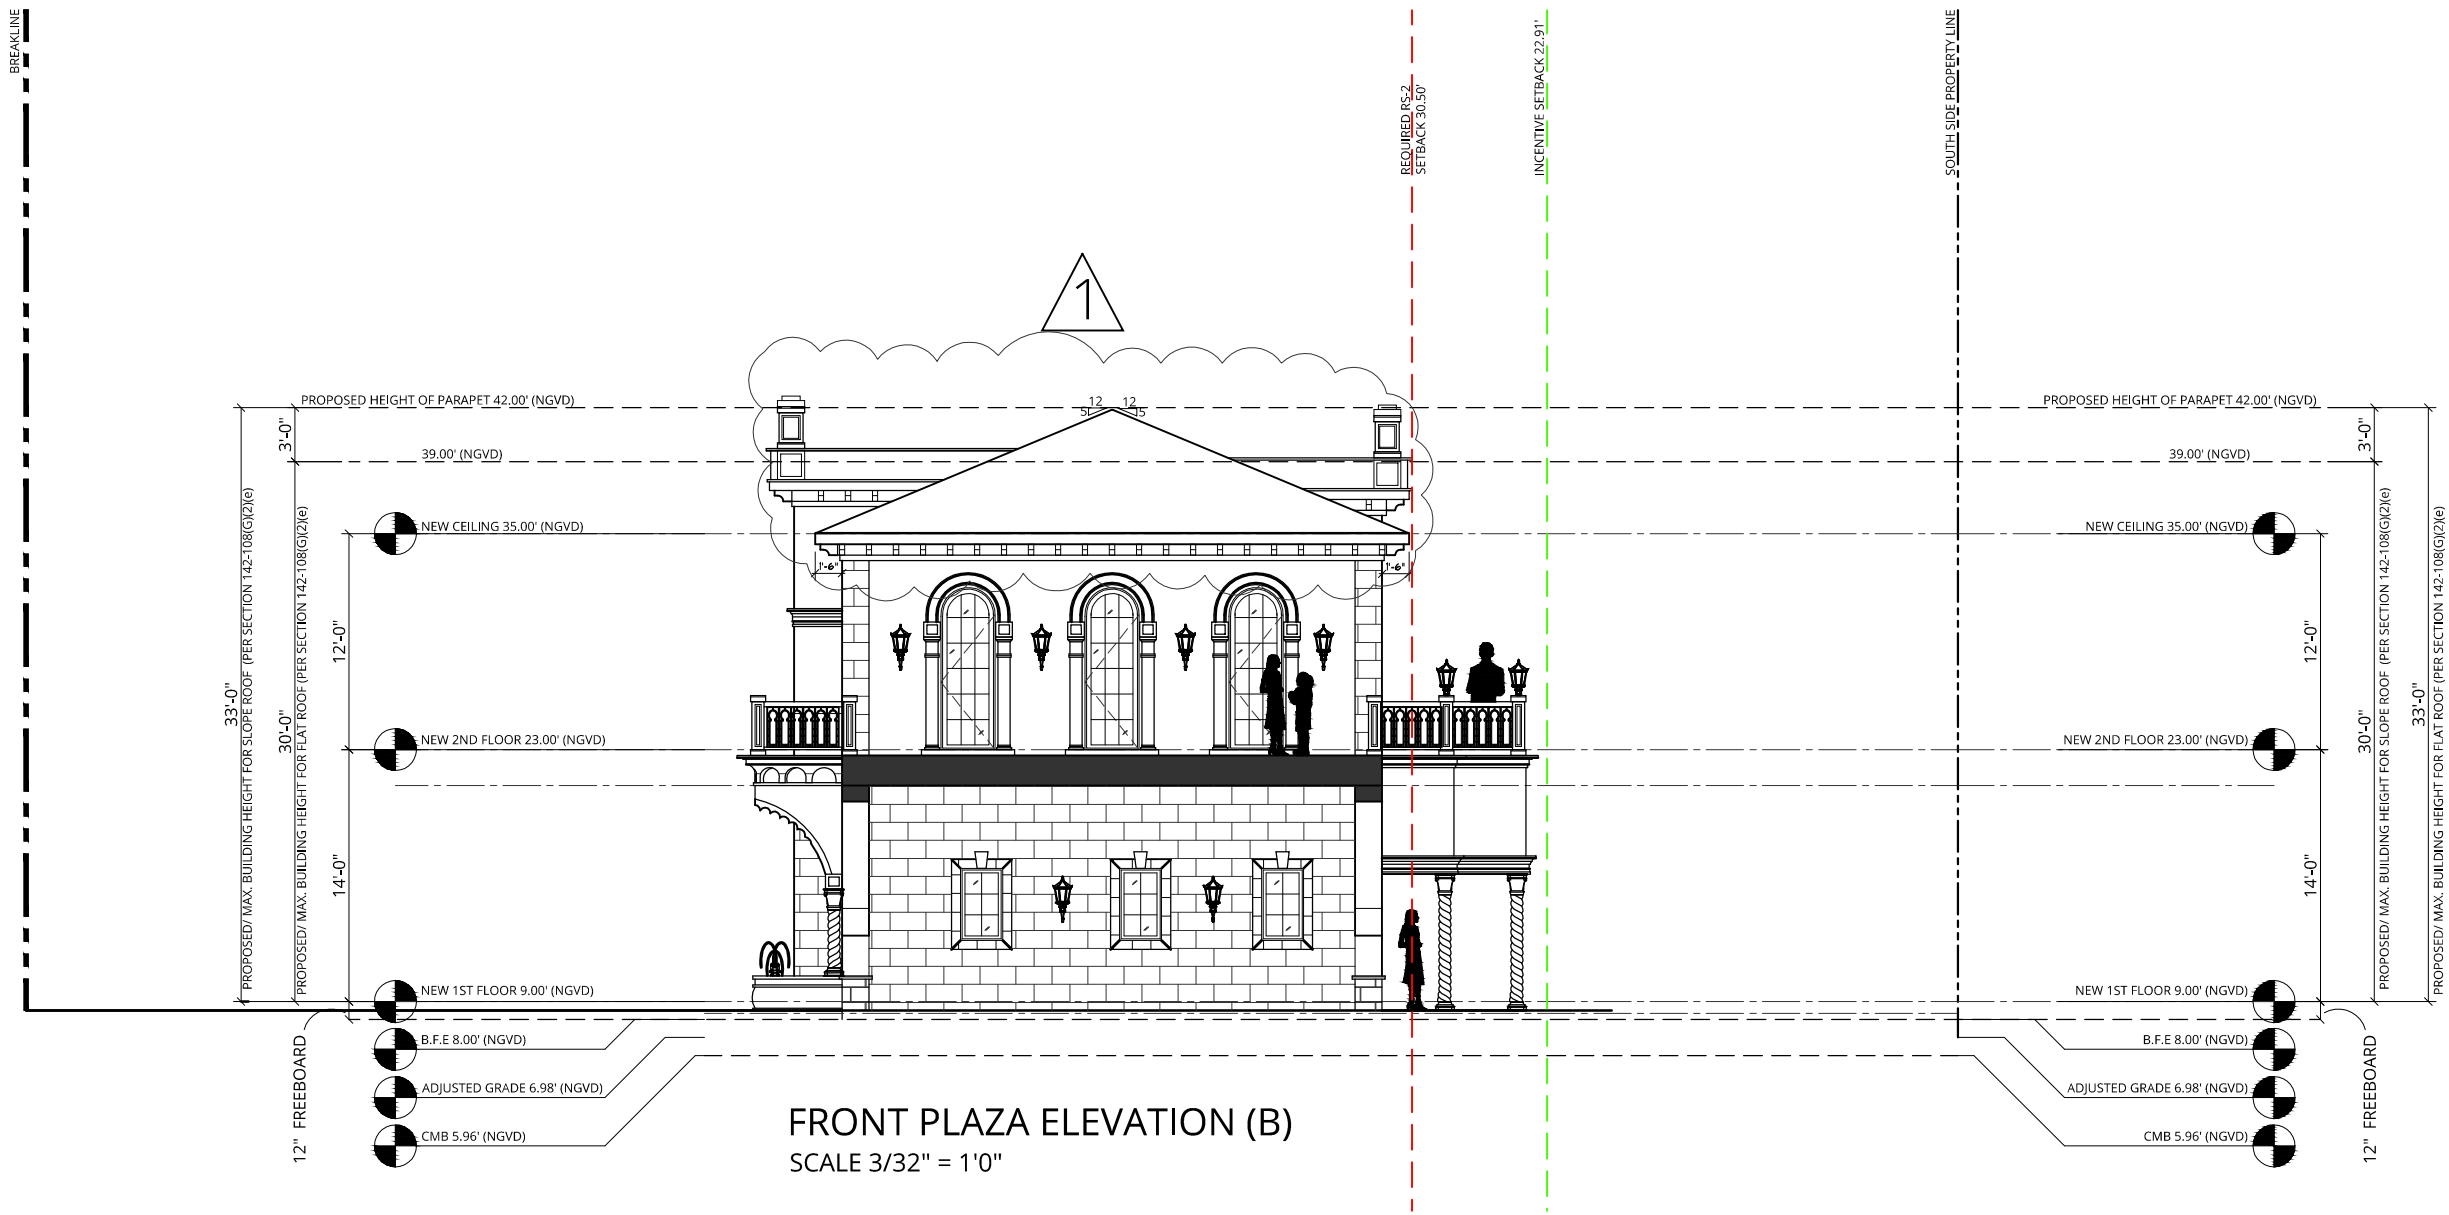 BREAKLINE
REQUIRED RS-2
SETBACK 30.50'
INCENTIVE SETBACK 22.91'
SOUTH SIDE PROPERTY LINE
1
PROPOSED HEIGHT OF PARAPET 42.00' (NGVD)
12
12
5
5
PROPOSED HEIGHT OF PARAPET 42.00' (NGVD)
3'-0"
3'-0"
39.00' (NGVD)
39.00' (NGVD)
NEW CEILING 35.00' (NGVD)
NEW CEILING 35.00' (NGVD)
1'-6"
1'-6"
33'-0"
PROPOSED/ MAX. BUILDING HEIGHT FOR SLOPE ROOF (PER SECTION 142-108(G)(2)(e)
30'-0"
PROPOSED/ MAX. BUILDING HEIGHT FOR FLAT ROOF (PER SECTION 142-108(G)(2)(e)
12'-0"
12'-0"
30'-0"
PROPOSED/ MAX. BUILDING HEIGHT FOR SLOPE ROOF (PER SECTION 142-108(G)(2)(e)
33'-0"
PROPOSED/ MAX. BUILDING HEIGHT FOR FLAT ROOF (PER SECTION 142-108(G)(2)(e)
NEW 2ND FLOOR 23.00' (NGVD)
NEW 2ND FLOOR 23.00' (NGVD)
14'-0"
14'-0"
NEW 1ST FLOOR 9.00' (NGVD)
NEW 1ST FLOOR 9.00' (NGVD)
12" FREEBOARD
B.F.E 8.00' (NGVD)
B.F.E 8.00' (NGVD)
12" FREEBOARD
ADJUSTED GRADE 6.98' (NGVD)
ADJUSTED GRADE 6.98' (NGVD)
CMB 5.96' (NGVD)
CMB 5.96' (NGVD)
FRONT PLAZA ELEVATION (B)
SCALE 3/32" = 1'0"